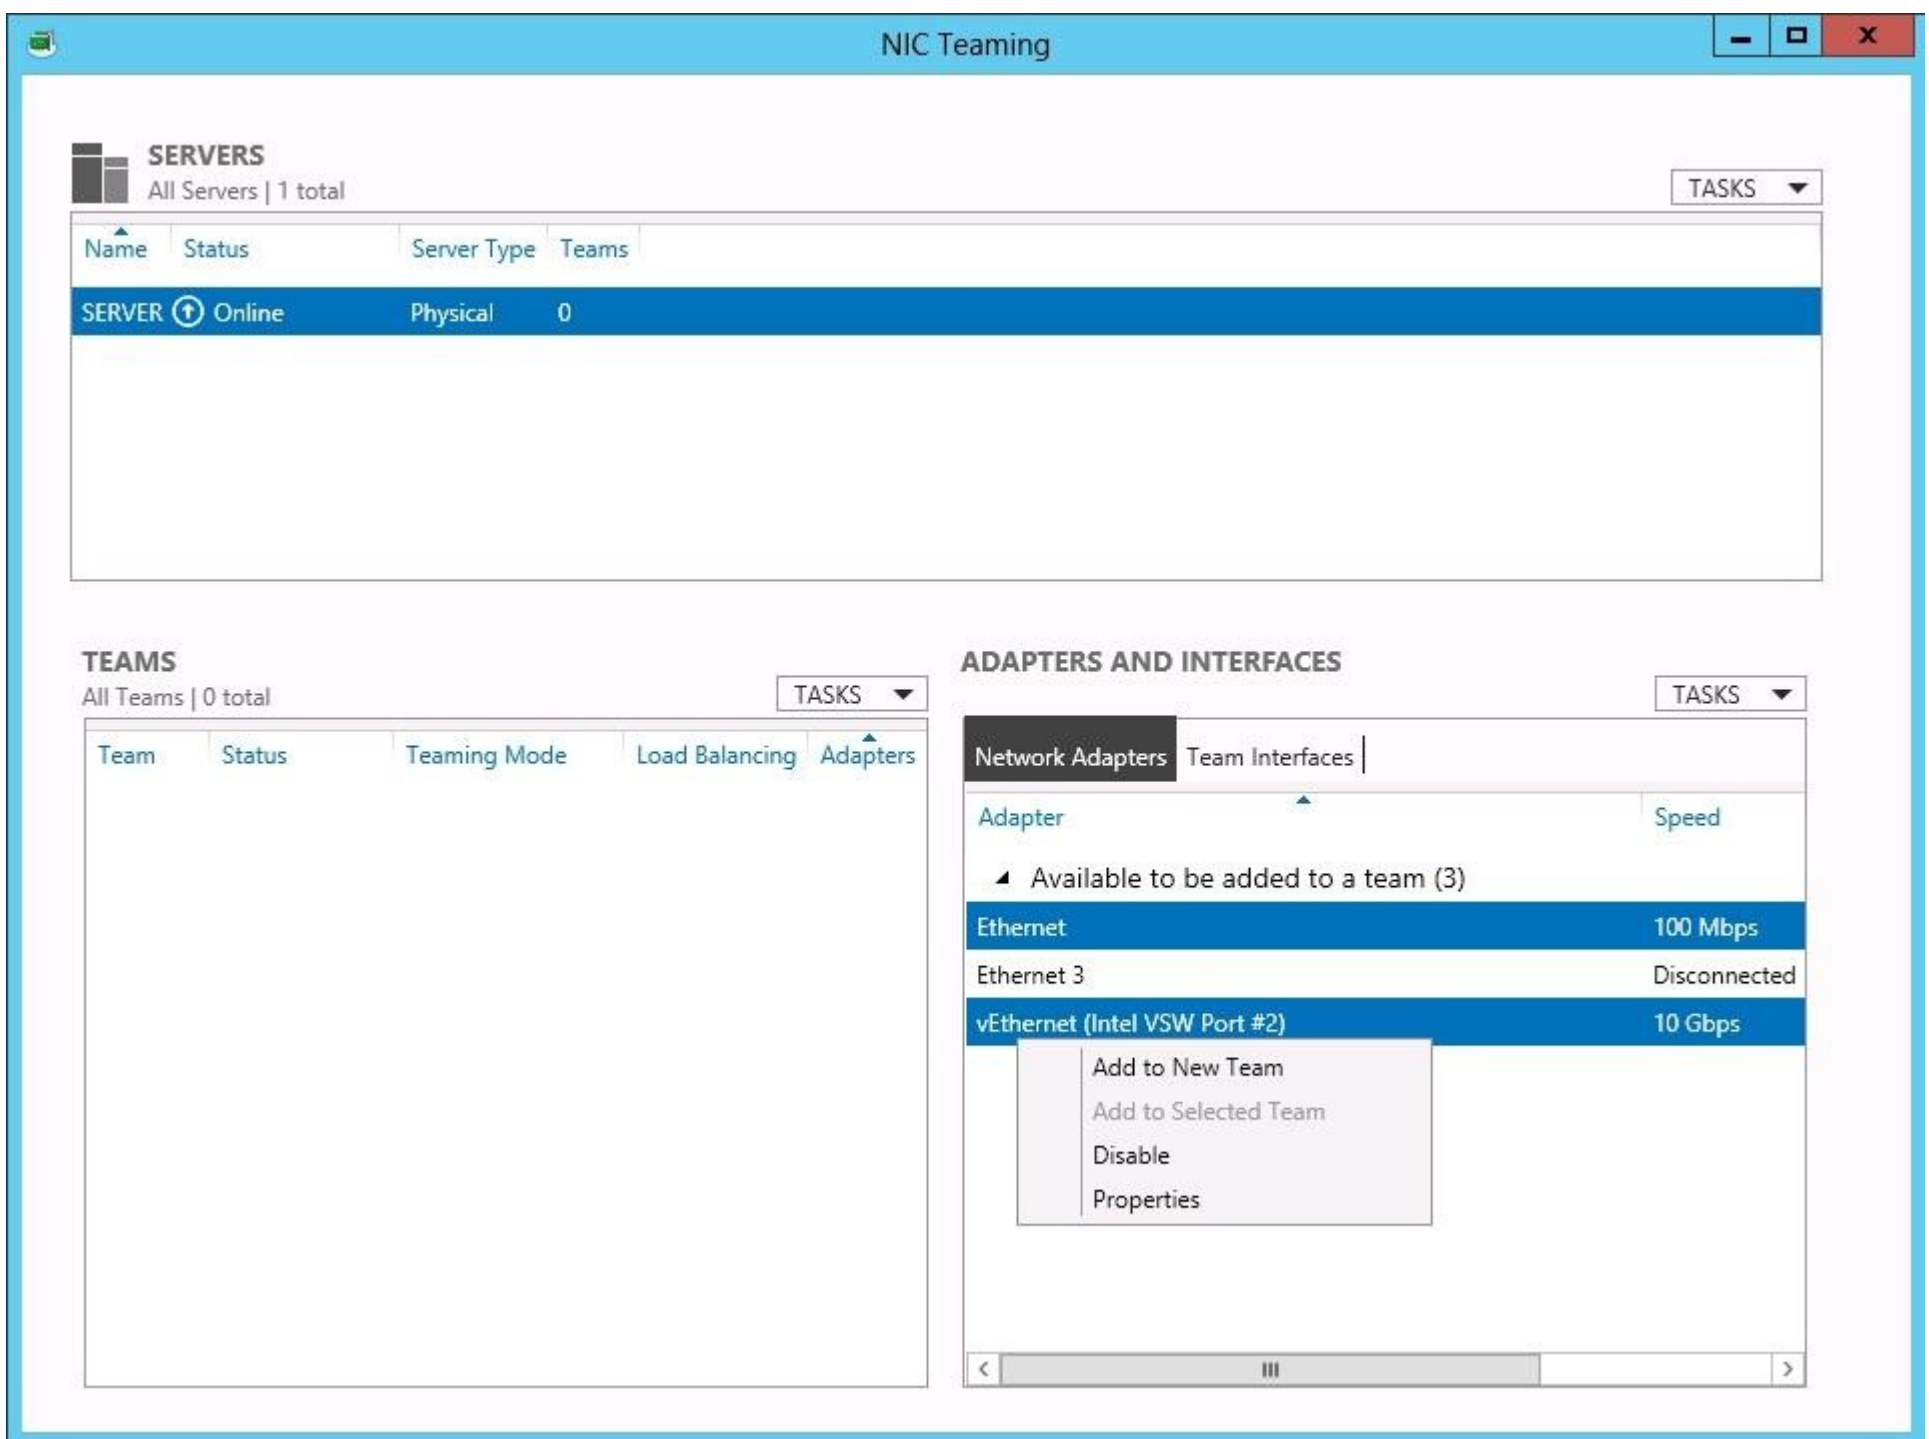 NIC Teaming
SERVERS
All Servers | 1 total
TASKS
Name Status Server Type Teams
SERVER Online Physical 0
TEAMS
All Teams | 0 total
TASKS
Team Status Teaming Mode Load Balancing Adapters
ADAPTERS AND INTERFACES
TASKS
Network Adapters Team Interfaces
Adapter Speed
Available to be added to a team (3)
Ethernet 100 Mbps
Ethernet 3 Disconnected
vEthernet (Intel VSW Port #2) 10 Gbps
Add to New Team
Add to Selected Team
Disable
Properties